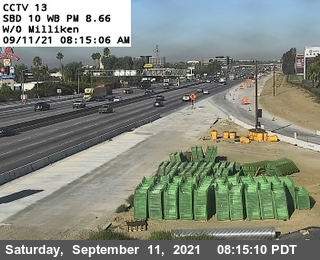 CCTV 13
SBD 10 WB PM 8.66
W/O Milliken
09/11/21 08:15:06 AM
Saturday, September 11, 2021 08:15:10 PDT